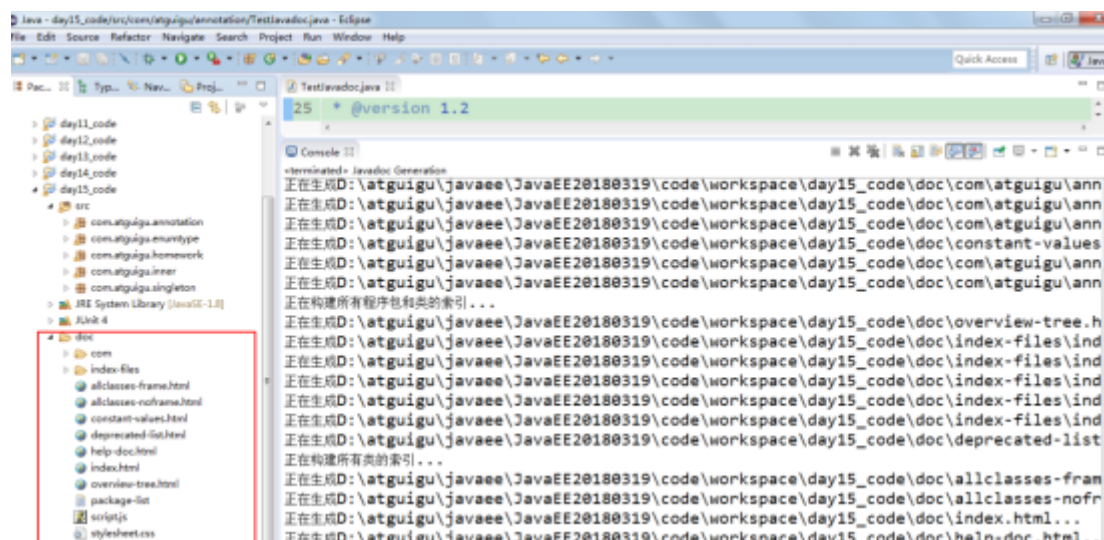 Java - day15_code/src/com/atguigu/annotation/TestJavadoc.java - Eclipse
File Edit Source Refactor Navigate Search Project Run Window Help
Quick Access
Java
Pac... Typ... Nav... Proj...
TestJavadoc.java
25 * @version 1.2
day11_code
day12_code
day13_code
day14_code
day15_code
src
com.atguigu.annotation
com.atguigu.enumtype
com.atguigu.homework
com.atguigu.inner
com.atguigu.singleton
JRE System Library [JavaSE-1.8]
JUnit 4
doc
com
index-files
allclasses-frame.html
allclasses-noframe.html
constant-values.html
deprecated-list.html
help-doc.html
index.html
overview-tree.html
package-list
script.js
stylesheet.css
Console
<terminated> Javadoc Generation
正在生成D:\atguigu\javaee\JavaEE20180319\code\workspace\day15_code\doc\com\atguigu\ann
正在生成D:\atguigu\javaee\JavaEE20180319\code\workspace\day15_code\doc\com\atguigu\ann
正在生成D:\atguigu\javaee\JavaEE20180319\code\workspace\day15_code\doc\com\atguigu\ann
正在生成D:\atguigu\javaee\JavaEE20180319\code\workspace\day15_code\doc\constant-values
正在生成D:\atguigu\javaee\JavaEE20180319\code\workspace\day15_code\doc\com\atguigu\ann
正在生成D:\atguigu\javaee\JavaEE20180319\code\workspace\day15_code\doc\com\atguigu\ann
正在构建所有程序包和类的索引...
正在生成D:\atguigu\javaee\JavaEE20180319\code\workspace\day15_code\doc\overview-tree.h
正在生成D:\atguigu\javaee\JavaEE20180319\code\workspace\day15_code\doc\index-files\ind
正在生成D:\atguigu\javaee\JavaEE20180319\code\workspace\day15_code\doc\index-files\ind
正在生成D:\atguigu\javaee\JavaEE20180319\code\workspace\day15_code\doc\index-files\ind
正在生成D:\atguigu\javaee\JavaEE20180319\code\workspace\day15_code\doc\index-files\ind
正在生成D:\atguigu\javaee\JavaEE20180319\code\workspace\day15_code\doc\deprecated-list
正在构建所有类的索引...
正在生成D:\atguigu\javaee\JavaEE20180319\code\workspace\day15_code\doc\allclasses-fram
正在生成D:\atguigu\javaee\JavaEE20180319\code\workspace\day15_code\doc\allclasses-nofr
正在生成D:\atguigu\javaee\JavaEE20180319\code\workspace\day15_code\doc\index.html...
正在生成D:\atguigu\javaee\JavaEE20180319\code\workspace\day15_code\doc\help-doc.html..